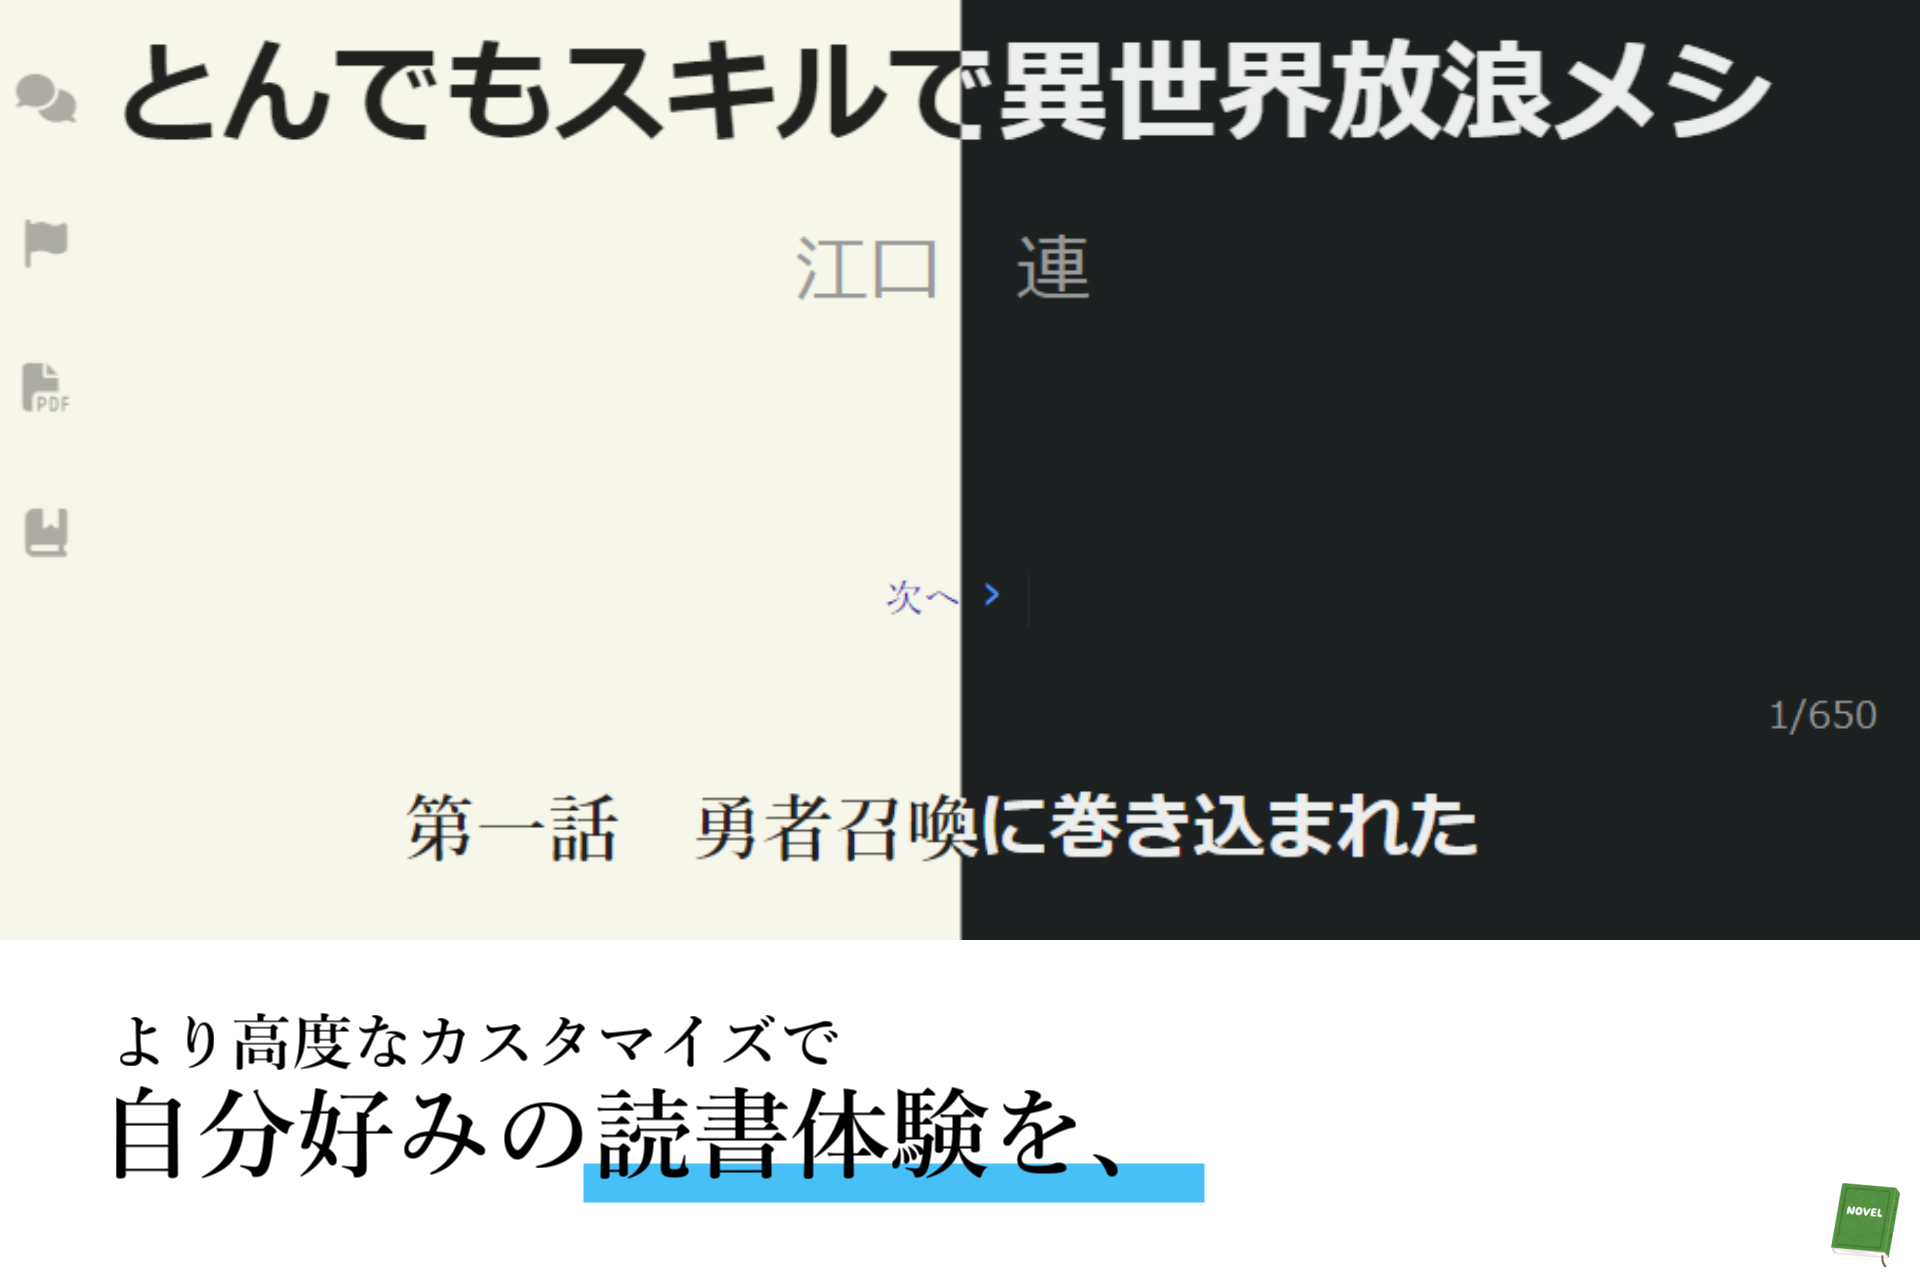 とんでもスキルで異世界放浪メシ
江口　連
PDF
次へ >
1/650
第一話　勇者召喚に巻き込まれた
より高度なカスタマイズで
自分好みの読書体験を、
NOVEL